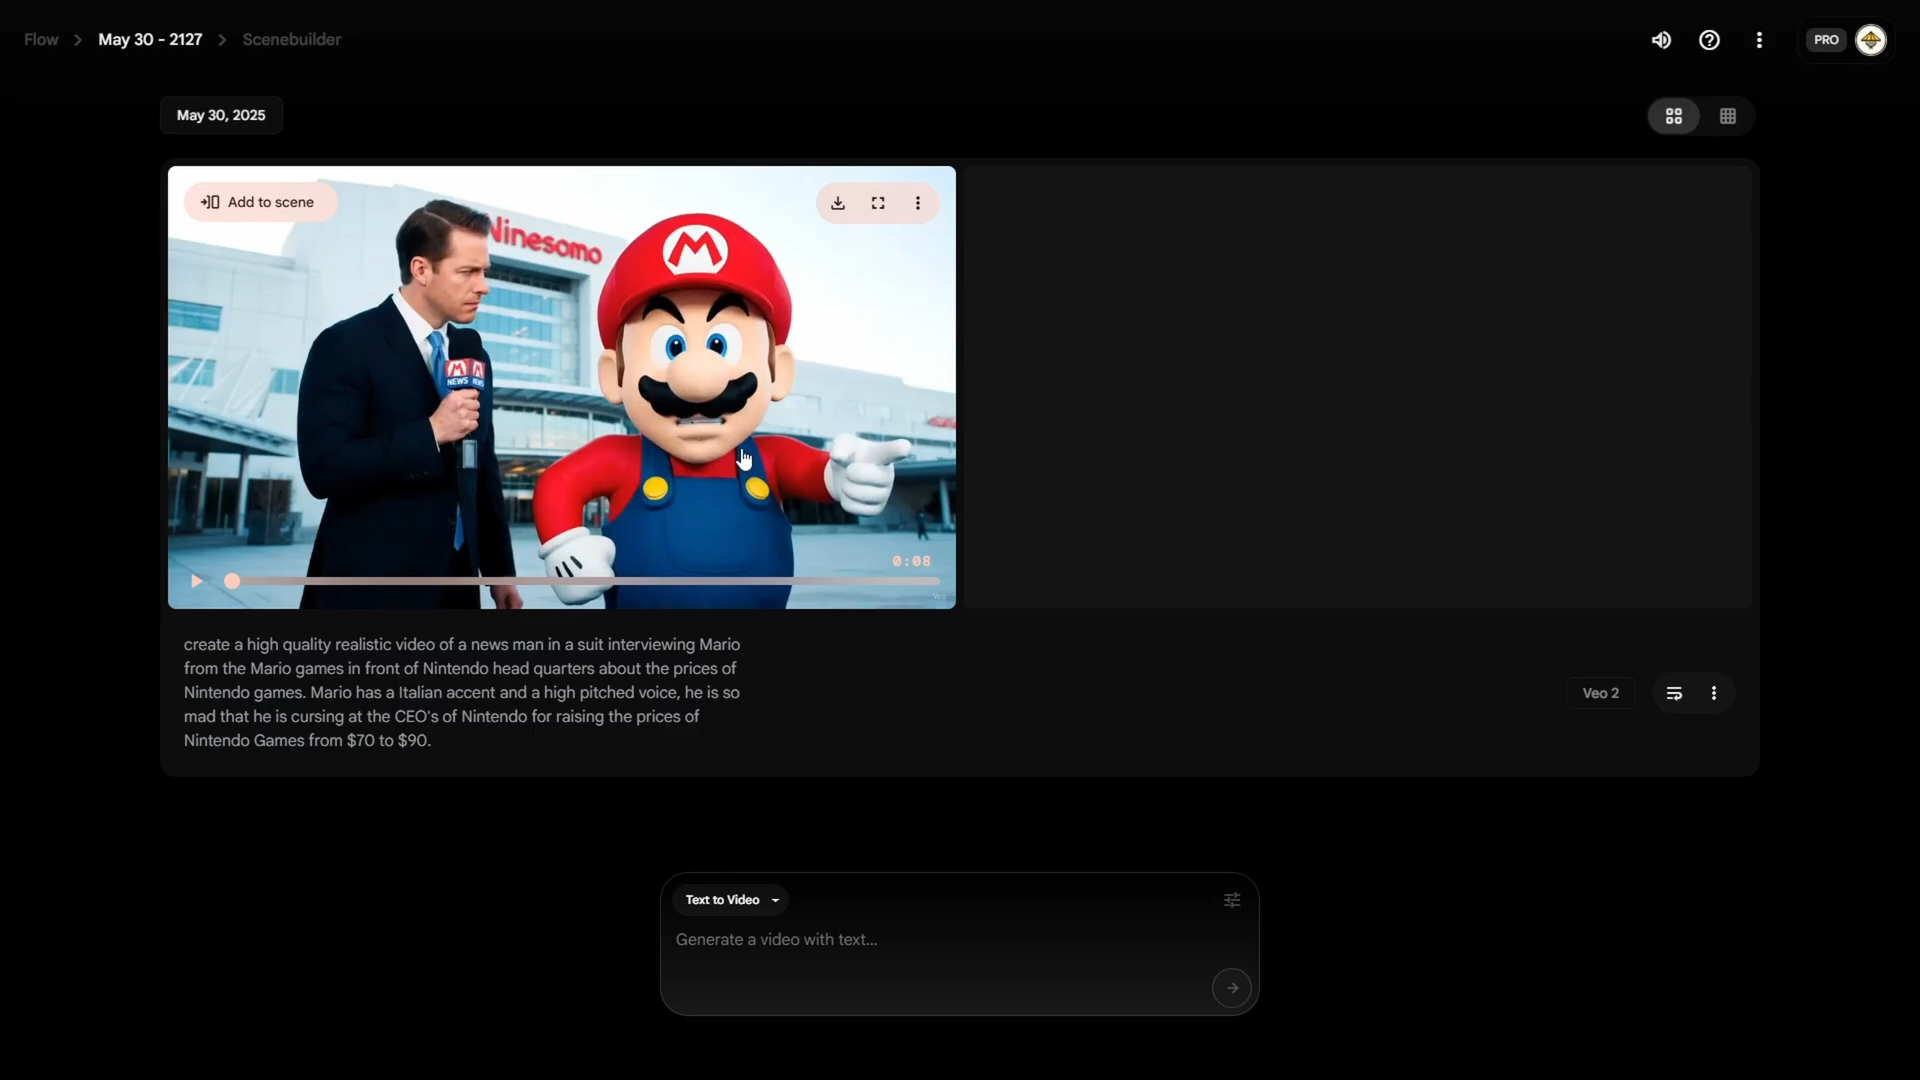 Flow
May 30 - 2127
Scenebuilder
PRO
May 30, 2025
Add to scene
Ninesomo
M
NEWS NEWS
0:08
Veo
create a high quality realistic video of a news man in a suit interviewing Mario
from the Mario games in front of Nintendo head quarters about the prices of
Nintendo games. Mario has a Italian accent and a high pitched voice, he is so
mad that he is cursing at the CEO's of Nintendo for raising the prices of
Nintendo Games from $70 to $90.
Veo 2
Text to Video
Generate a video with text...